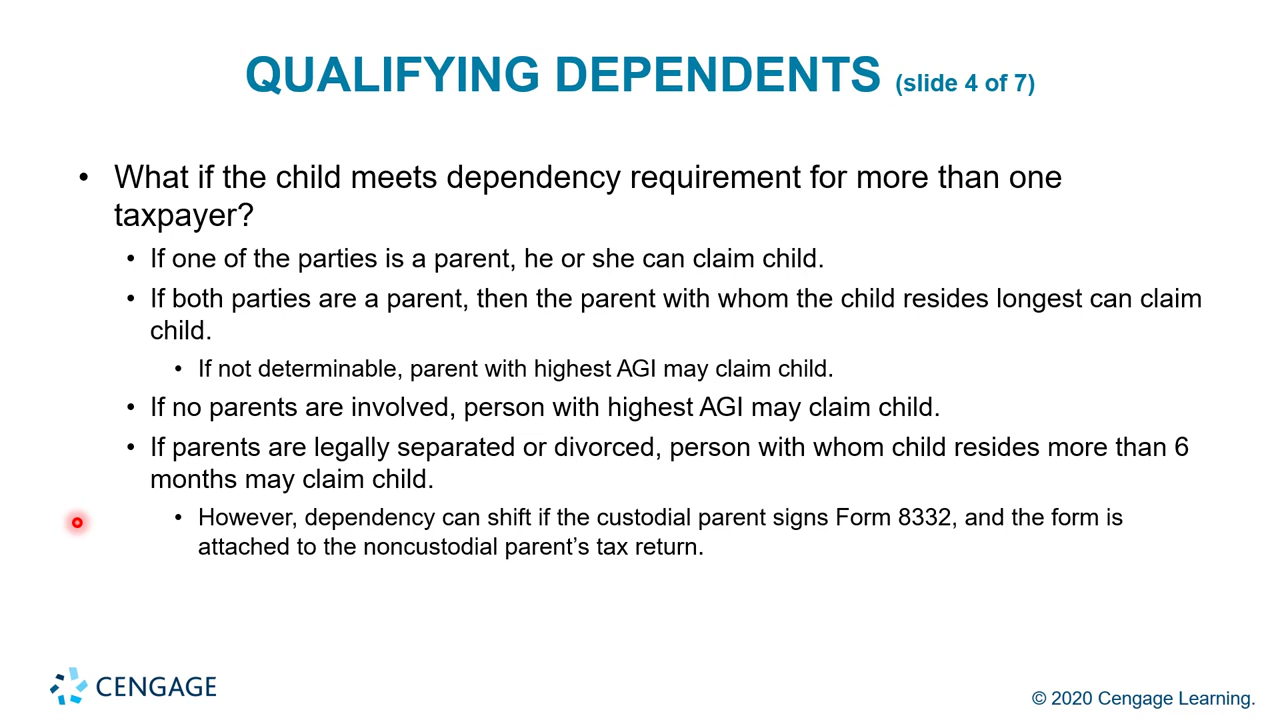 QUALIFYING DEPENDENTS (slide 4 of 7)
• What if the child meets dependency requirement for more than one
taxpayer?
• If one of the parties is a parent, he or she can claim child.
• If both parties are a parent, then the parent with whom the child resides longest can claim
child.
• If not determinable, parent with highest AGI may claim child.
• If no parents are involved, person with highest AGI may claim child.
• If parents are legally separated or divorced, person with whom child resides more than 6
months may claim child.
• However, dependency can shift if the custodial parent signs Form 8332, and the form is
attached to the noncustodial parent’s tax return.
CENGAGE
© 2020 Cengage Learning.